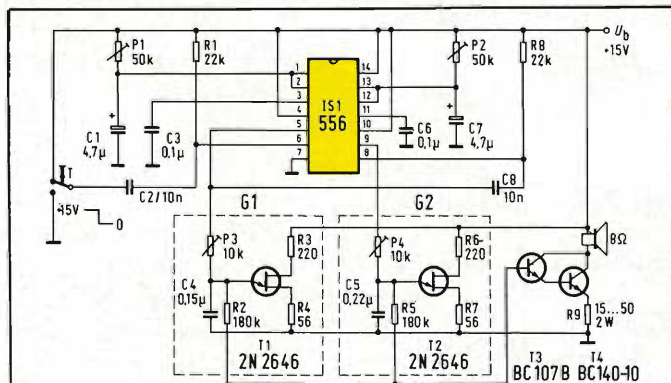 P1
50k
R1
22k
P2
50k
R8
22k
U_b
+15V
1
2
3
4
5
6
7
14
13
12
11
10
9
8
IS1
556
+
C1
4,7µ
C3
0,1µ
C6
0,1µ
+
C7
4,7µ
T
+15V
0
C2/10n
C8
10n
G1
G2
P3
10k
R3
220
P4
10k
R6
220
8Ω
C4
0,15µ
R2
180k
R4
56
C5
0,22µ
R5
180k
R7
56
R9
15...50
2W
T1
2N 2646
T2
2N 2646
T3 T4
BC107B BC140-10